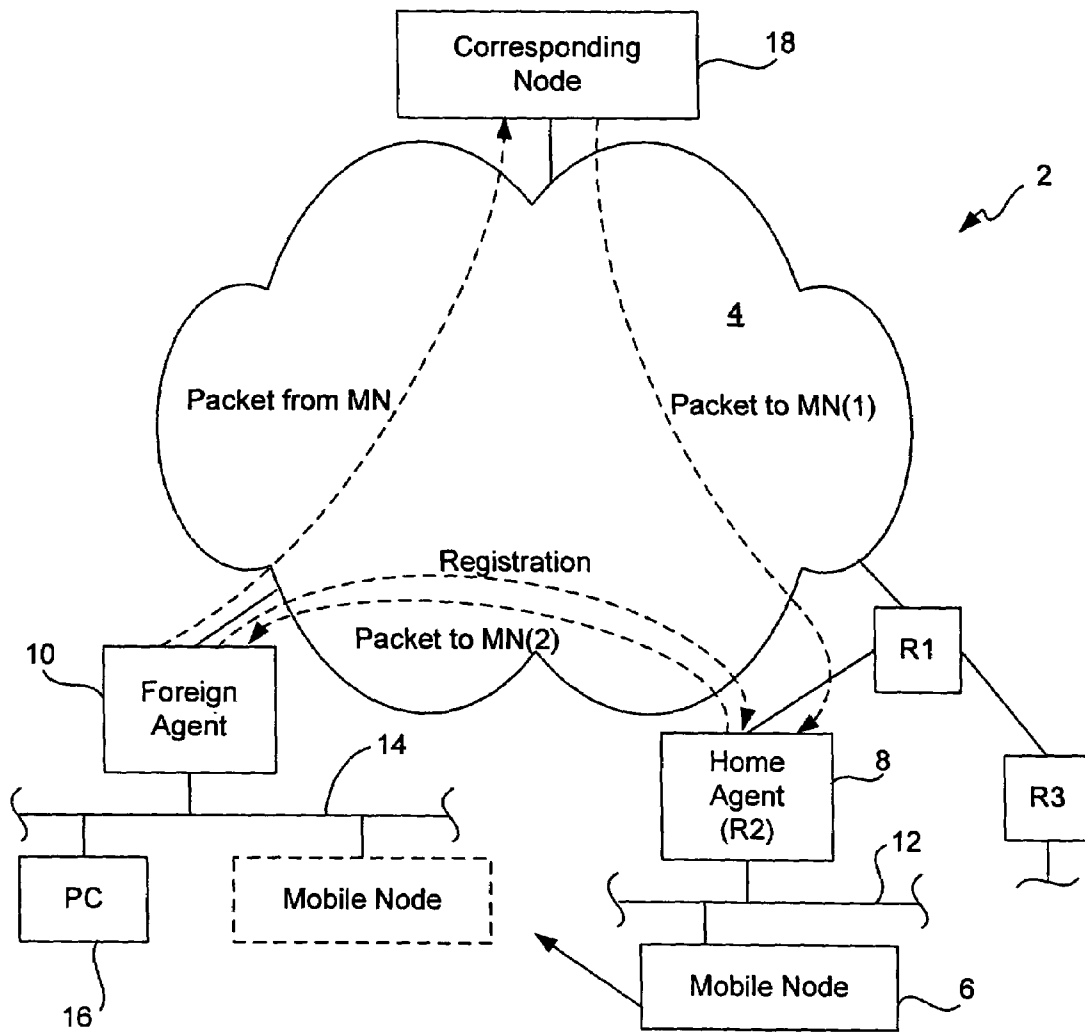 Corresponding
Node
18
2
4
Packet from MN
Packet to MN(1)
Registration
Packet to MN(2)
R1
10
Foreign
Agent
14
Home
Agent
(R2)
8
R3
12
PC
Mobile Node
16
Mobile Node
6